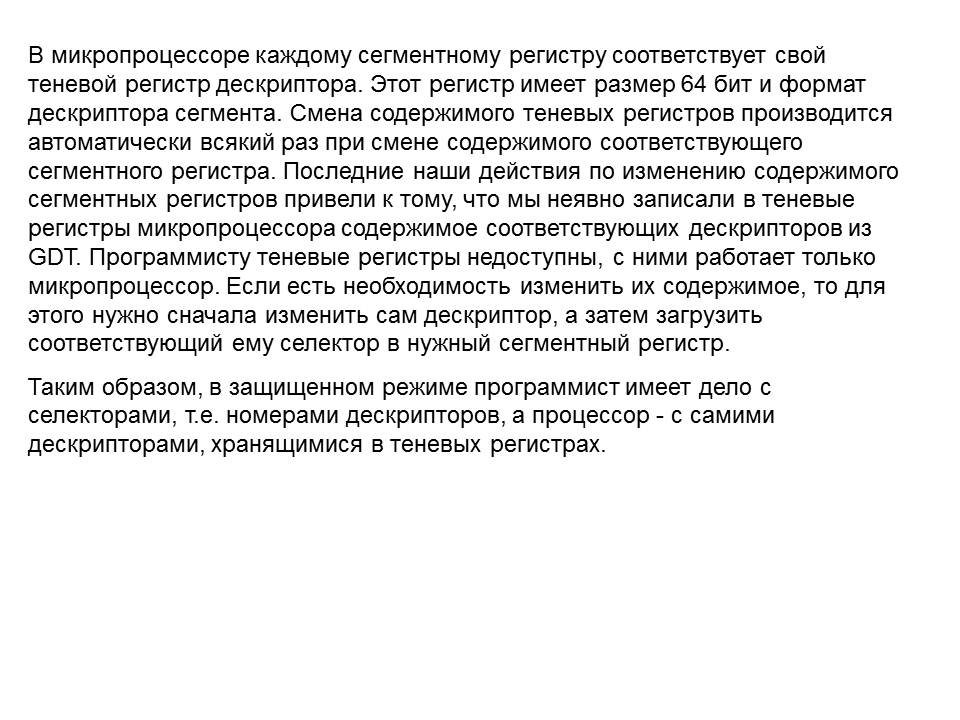 В микропроцессоре каждому сегментному регистру соответствует свой
теневой регистр дескриптора. Этот регистр имеет размер 64 бит и формат
дескриптора сегмента. Смена содержимого теневых регистров производится
автоматически всякий раз при смене содержимого соответствующего
сегментного регистра. Последние наши действия по изменению содержимого
сегментных регистров привели к тому, что мы неявно записали в теневые
регистры микропроцессора содержимое соответствующих дескрипторов из
GDT. Программисту теневые регистры недоступны, с ними работает только
микропроцессор. Если есть необходимость изменить их содержимое, то для
этого нужно сначала изменить сам дескриптор, а затем загрузить
соответствующий ему селектор в нужный сегментный регистр.
Таким образом, в защищенном режиме программист имеет дело с
селекторами, т.е. номерами дескрипторов, а процессор - с самими
дескрипторами, хранящимися в теневых регистрах.